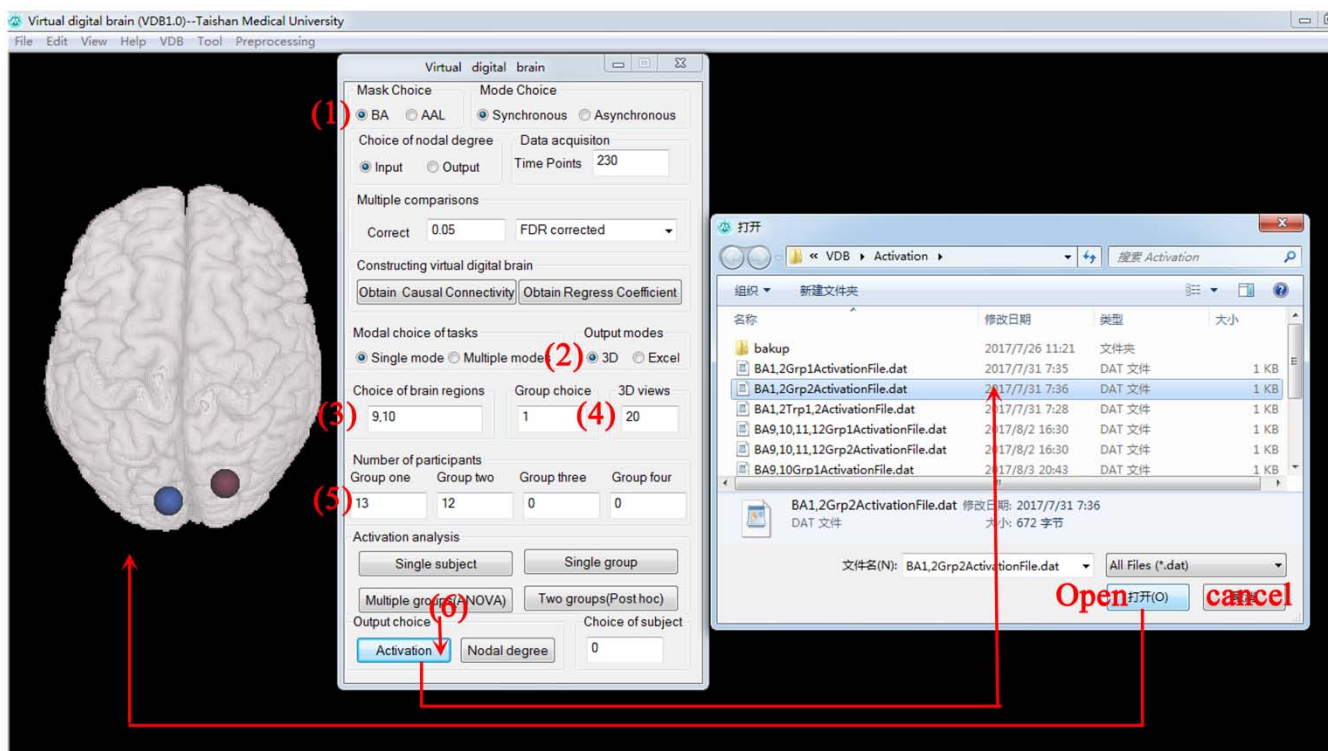 Virtual digital brain (VDB1.0)--Taishan Medical University
File Edit View Help VDB Tool Preprocessing
Virtual digital brain
Mask Choice Mode Choice
(1) BA AAL Synchronous Asynchronous
Choice of nodal degree Data acquisiton
Input Output Time Points 230
Multiple comparisons
Correct 0.05 FDR corrected
Constructing virtual digital brain
Obtain Causal Connectivity Obtain Regress Coefficient
Modal choice of tasks Output modes
Single mode Multiple modes (2) 3D Excel
Choice of brain regions Group choice 3D views
(3) 9,10 1 (4) 20
Number of participants
Group one Group two Group three Group four
(5) 13 12 0 0
Activation analysis
Single subject Single group
Multiple groups(ANOVA) Two groups(Post hoc)
(6)
Output choice Choice of subject
Activation Nodal degree 0
打开
« VDB Activation 搜索 Activation
组织 新建文件夹
名称 修改日期 类型 大小
bakup 2017/7/26 11:21 文件夹
BA1,2Grp1ActivationFile.dat 2017/7/31 7:35 DAT 文件 1 KB
BA1,2Grp2ActivationFile.dat 2017/7/31 7:36 DAT 文件 1 KB
BA1,2Trp1,2ActivationFile.dat 2017/7/31 7:28 DAT 文件 1 KB
BA9,10,11,12Grp1ActivationFile.dat 2017/8/2 16:30 DAT 文件 1 KB
BA9,10,11,12Grp2ActivationFile.dat 2017/8/2 16:30 DAT 文件 1 KB
BA9,10Grp1ActivationFile.dat 2017/8/3 20:43 DAT 文件 1 KB
BA1,2Grp2ActivationFile.dat 修改日期: 2017/7/31 7:36
DAT 文件 大小: 672 字节
文件名(N): BA1,2Grp2ActivationFile.dat All Files (*.dat)
Open 打开(O) cancel